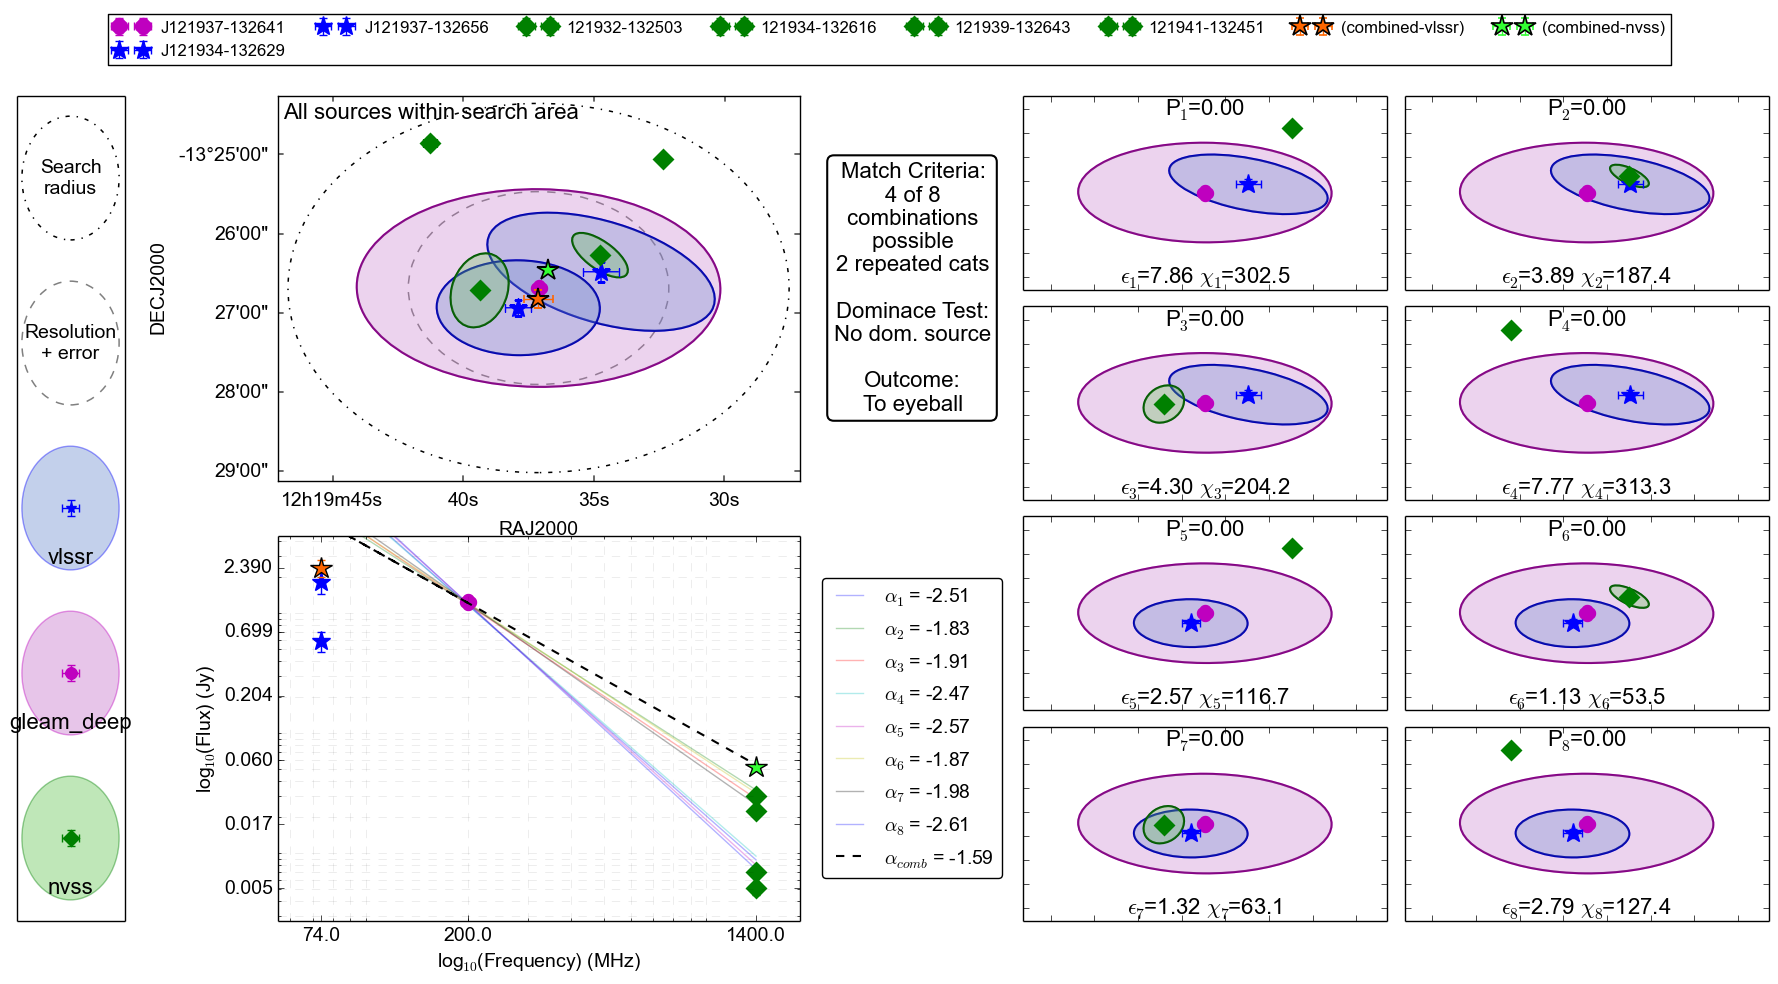 J121937-132641
J121937-132656
121932-132503
121934-132616
121939-132643
121941-132451
(combined-vlssr)
(combined-nvss)
J121934-132629
Search
radius
Resolution
+ error
vlssr
gleam_deep
nvss
All sources within search area
DECJ2000
-13°25'00"
26'00"
27'00"
28'00"
29'00"
12h19m45s
40s
35s
30s
RAJ2000
Match Criteria:
4 of 8
combinations
possible
2 repeated cats
Dominace Test:
No dom. source
Outcome:
To eyeball
log10(Flux) (Jy)
2.390
0.699
0.204
0.060
0.017
0.005
74.0
200.0
1400.0
log10(Frequency) (MHz)
α1 = -2.51
α2 = -1.83
α3 = -1.91
α4 = -2.47
α5 = -2.57
α6 = -1.87
α7 = -1.98
α8 = -2.61
αcomb = -1.59
P1=0.00
ϵ1=7.86 χ1=302.5
P2=0.00
ϵ2=3.89 χ2=187.4
P3=0.00
ϵ3=4.30 χ3=204.2
P4=0.00
ϵ4=7.77 χ4=313.3
P5=0.00
ϵ5=2.57 χ5=116.7
P6=0.00
ϵ6=1.13 χ6=53.5
P7=0.00
ϵ7=1.32 χ7=63.1
P8=0.00
ϵ8=2.79 χ8=127.4